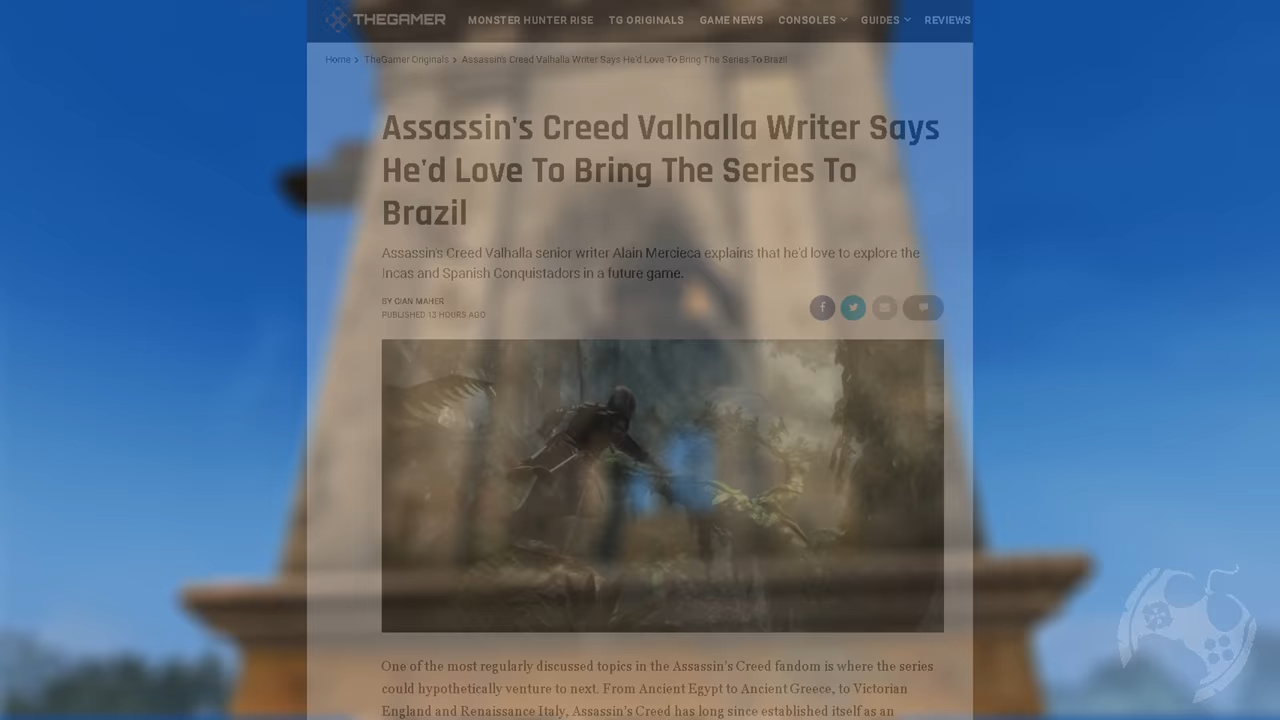 THEGAMER MONSTER HUNTER RISE TG ORIGINALS GAME NEWS CONSOLES GUIDES REVIEWS
Home > TheGamer Originals > Assassin's Creed Valhalla Writer Says He'd Love To Bring The Series To Brazil
Assassin's Creed Valhalla Writer Says
He'd Love To Bring The Series To
Brazil
Assassin's Creed Valhalla senior writer Alain Mercieca explains that he'd love to explore the
Incas and Spanish Conquistadors in a future game.
BY CIAN MAHER
PUBLISHED 13 HOURS AGO
One of the most regularly discussed topics in the Assassin's Creed fandom is where the series
could hypothetically venture to next. From Ancient Egypt to Ancient Greece, to Victorian
England and Renaissance Italy, Assassin's Creed has long since established itself as an